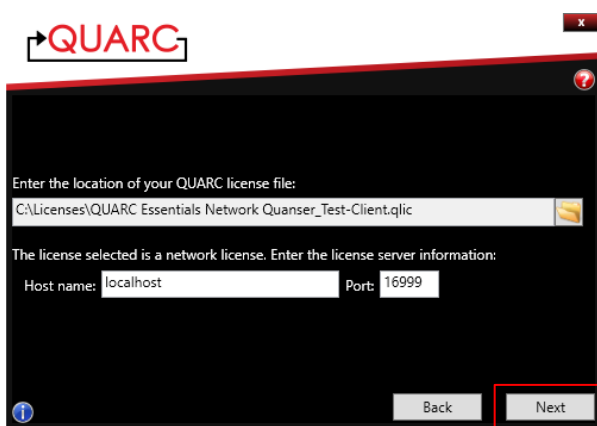 QUARC
x
?
Enter the location of your QUARC license file:
C:\Licenses\QUARC Essentials Network Quanser_Test-Client.qlic
The license selected is a network license. Enter the license server information:
Host name: localhost Port: 16999
i
Back Next